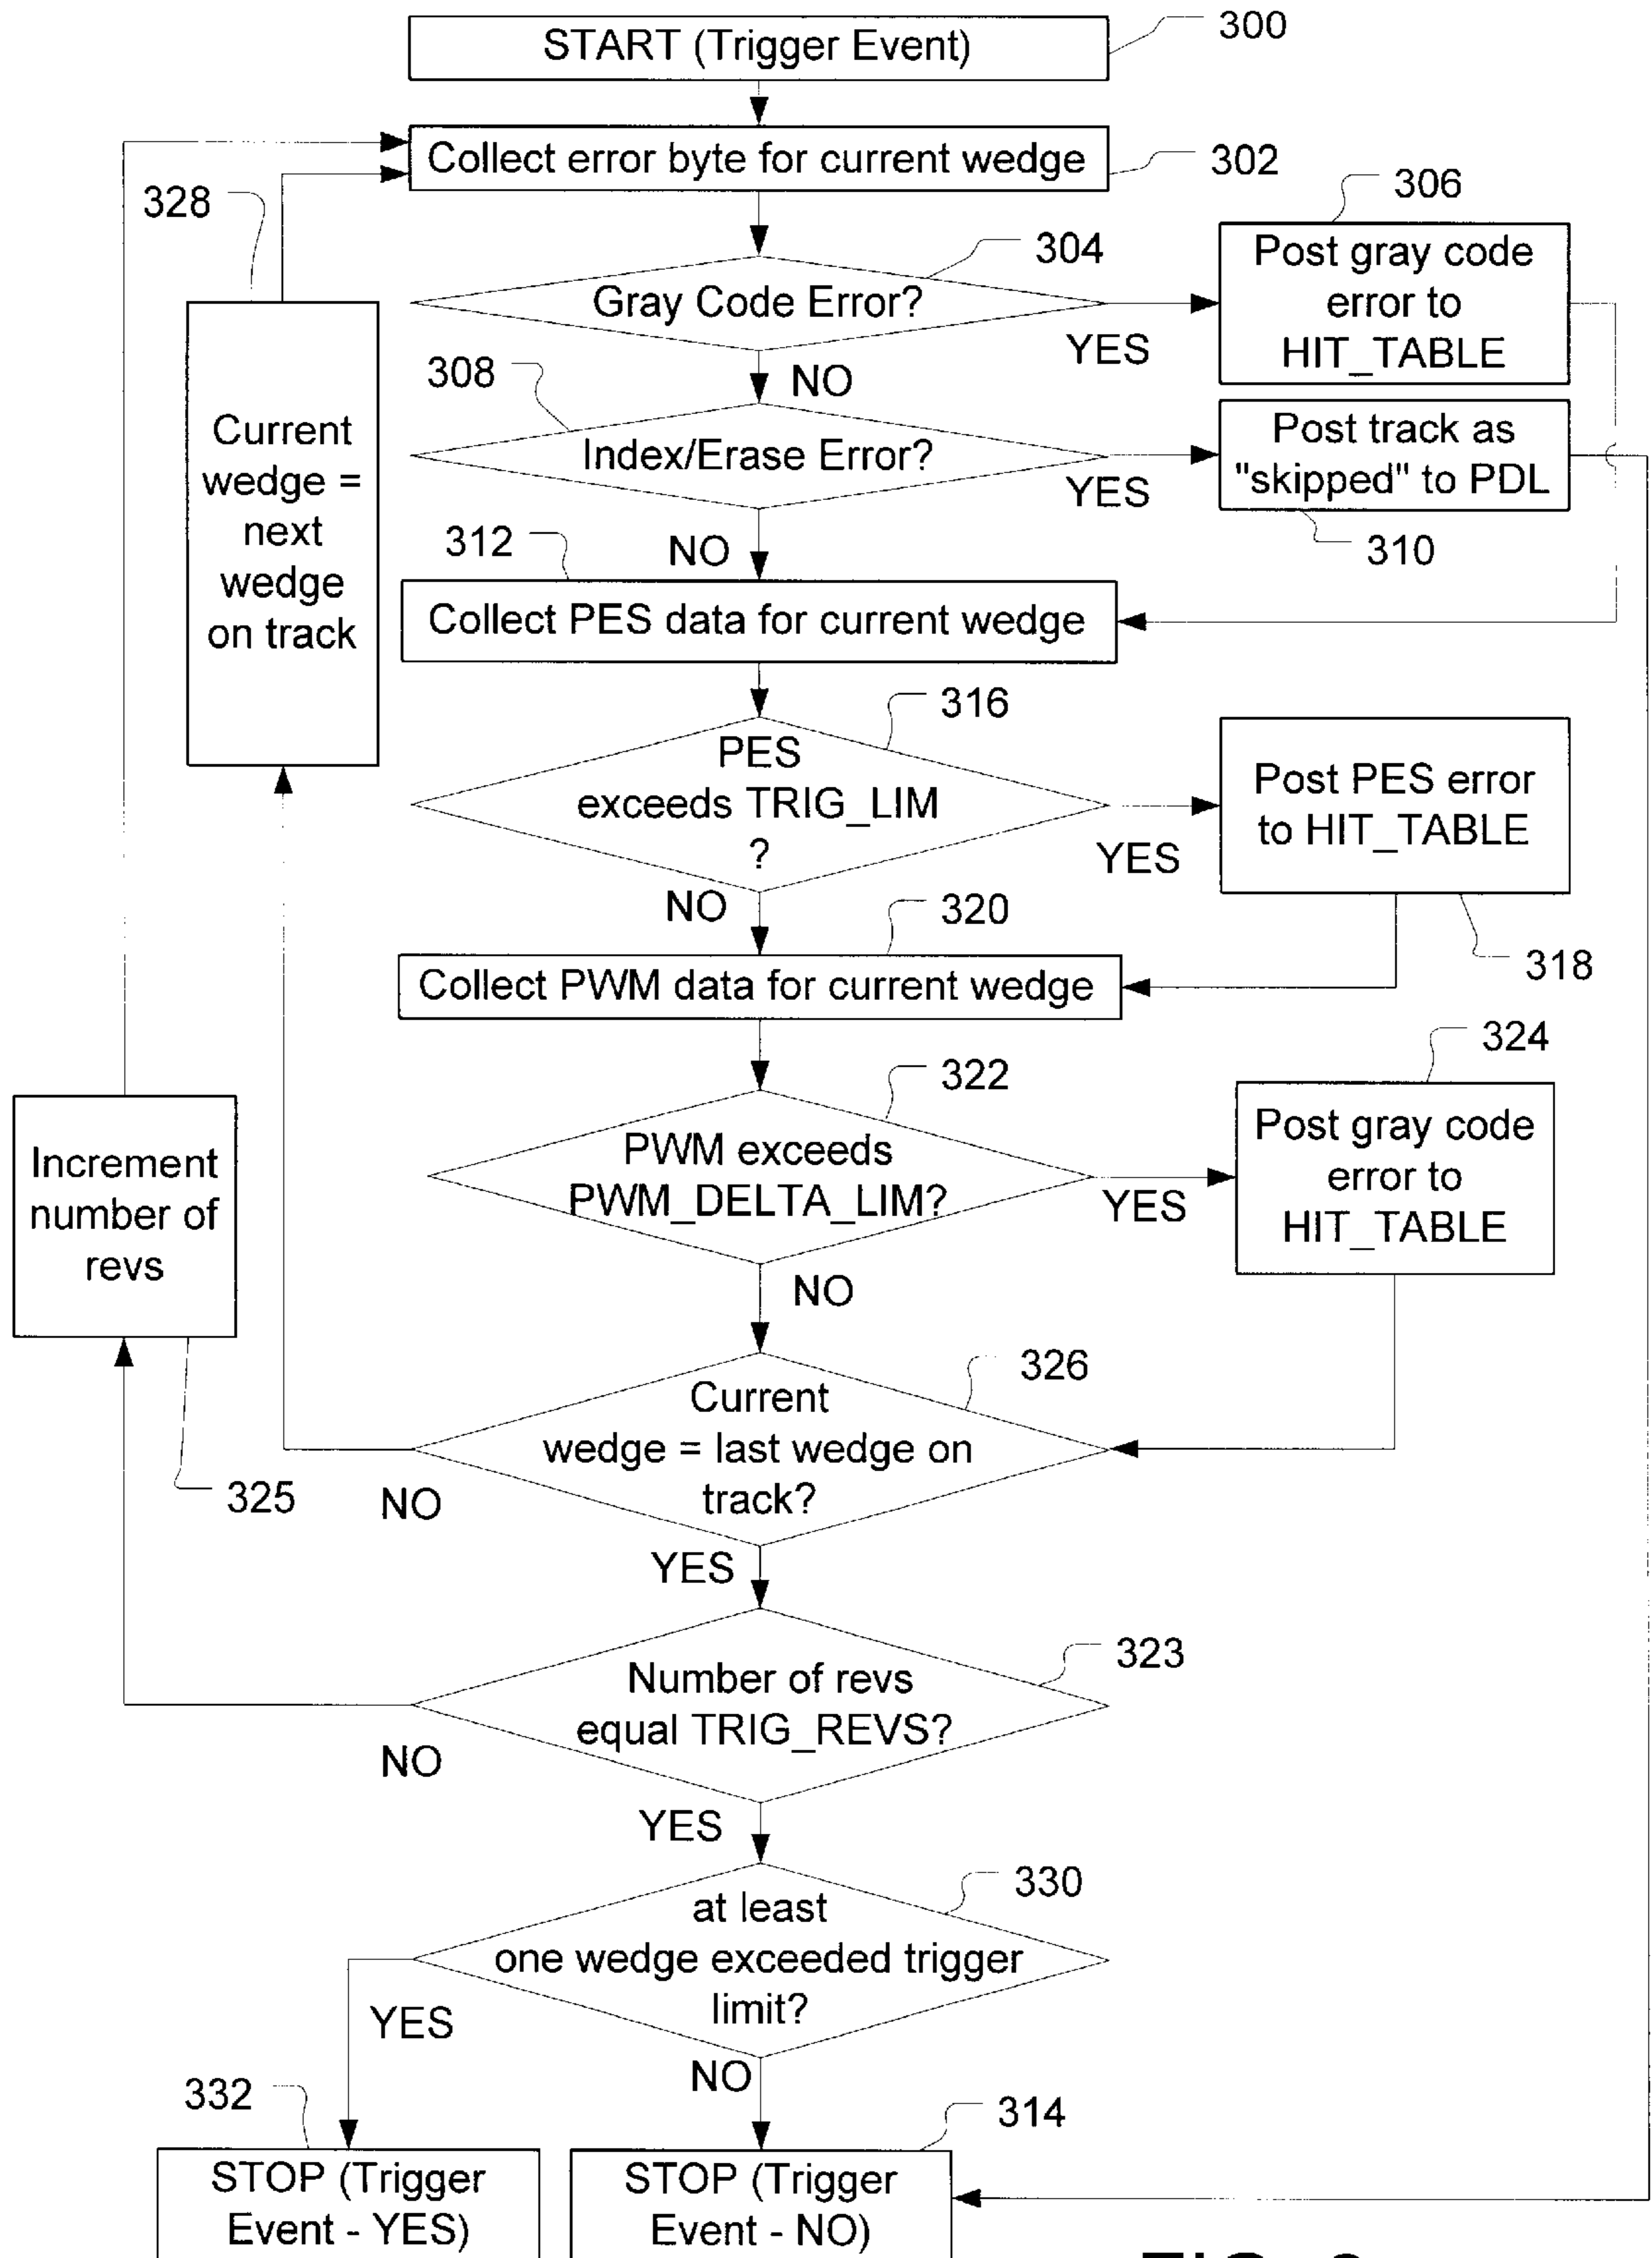 START (Trigger Event)
300
Collect error byte for current wedge
302
328
306
304
Gray Code Error?
YES
Post gray code
error to
HIT_TABLE
NO
308
Index/Erase Error?
YES
Post track as
"skipped" to PDL
310
Current
wedge =
next
wedge
on track
NO
312
Collect PES data for current wedge
316
PES
exceeds TRIG_LIM
?
YES
Post PES error
to HIT_TABLE
318
NO
320
Collect PWM data for current wedge
324
322
PWM exceeds
PWM_DELTA_LIM?
YES
Post gray code
error to
HIT_TABLE
NO
Increment
number of
revs
325
326
Current
wedge = last wedge on
track?
NO
YES
323
Number of revs
equal TRIG_REVS?
NO
YES
330
at least
one wedge exceeded trigger
limit?
YES
NO
332
314
STOP (Trigger
Event - YES)
STOP (Trigger
Event - NO)